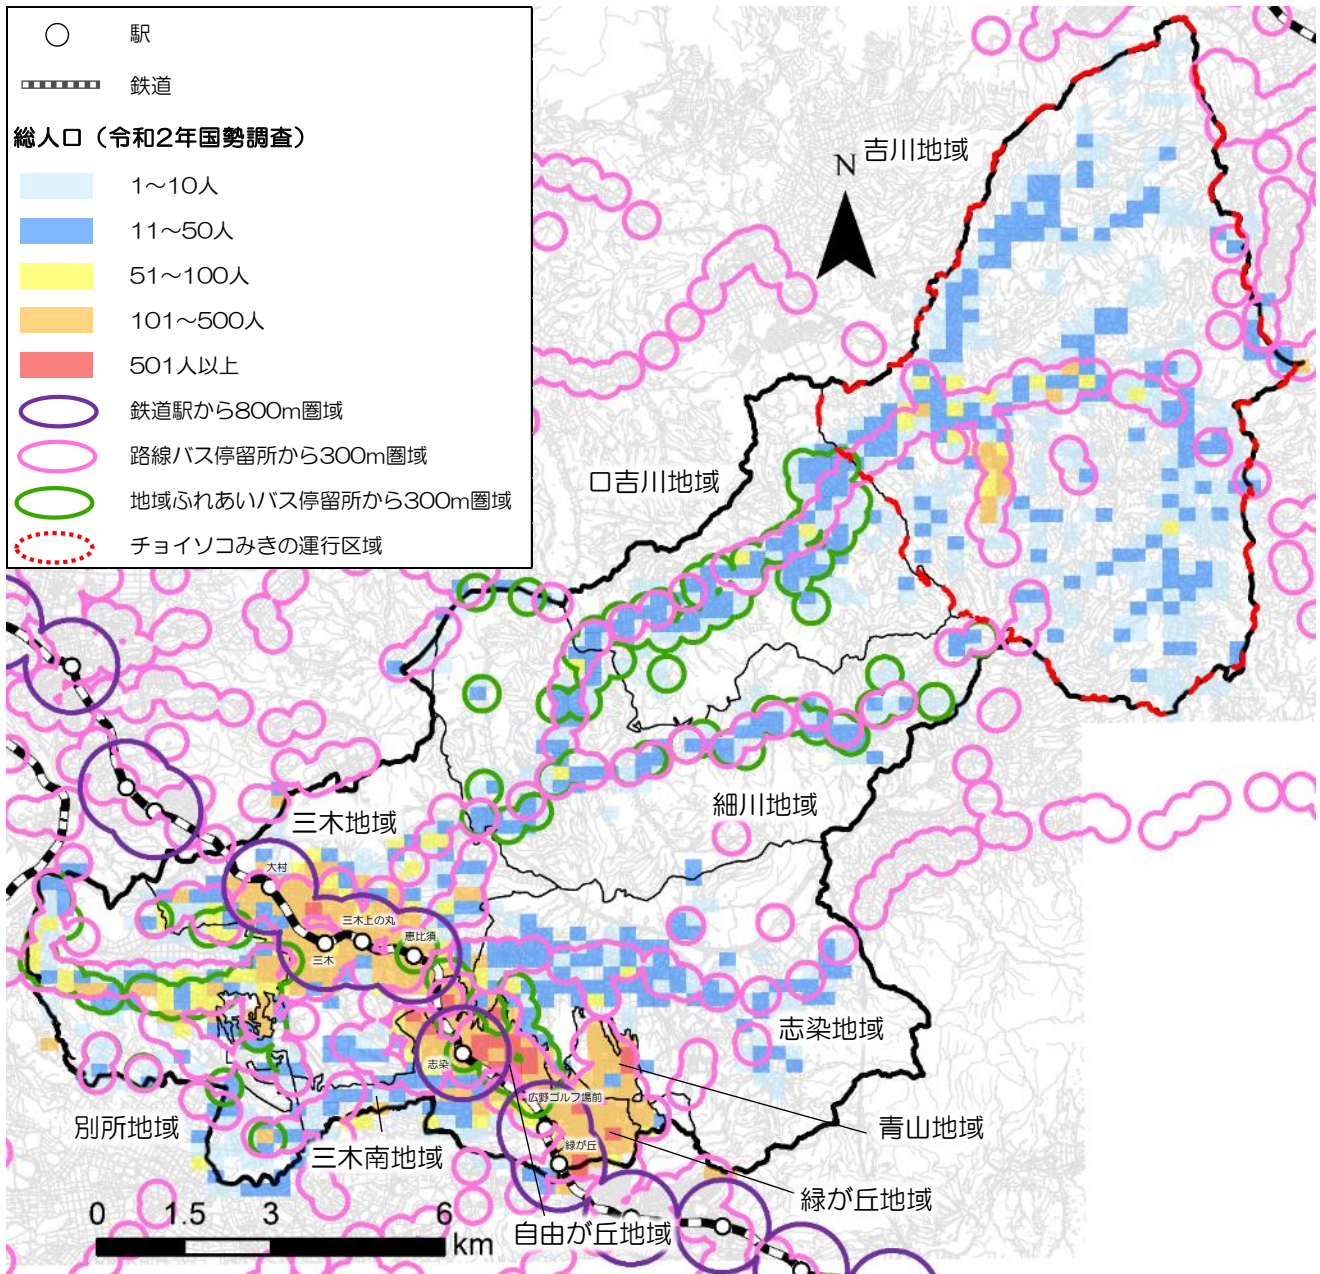 駅
鉄道
総人口（令和2年国勢調査）
1～10人
11～50人
51～100人
101～500人
501人以上
鉄道駅から800m圏域
路線バス停留所から300m圏域
地域ふれあいバス停留所から300m圏域
チョイソコみきの運行区域
N
吉川地域
口吉川地域
細川地域
三木地域
大村
三木上の丸
恵比須
三木
志染
広野ゴルフ場前
緑が丘
志染地域
青山地域
緑が丘地域
自由が丘地域
三木南地域
別所地域
0 1.5 3 6
km